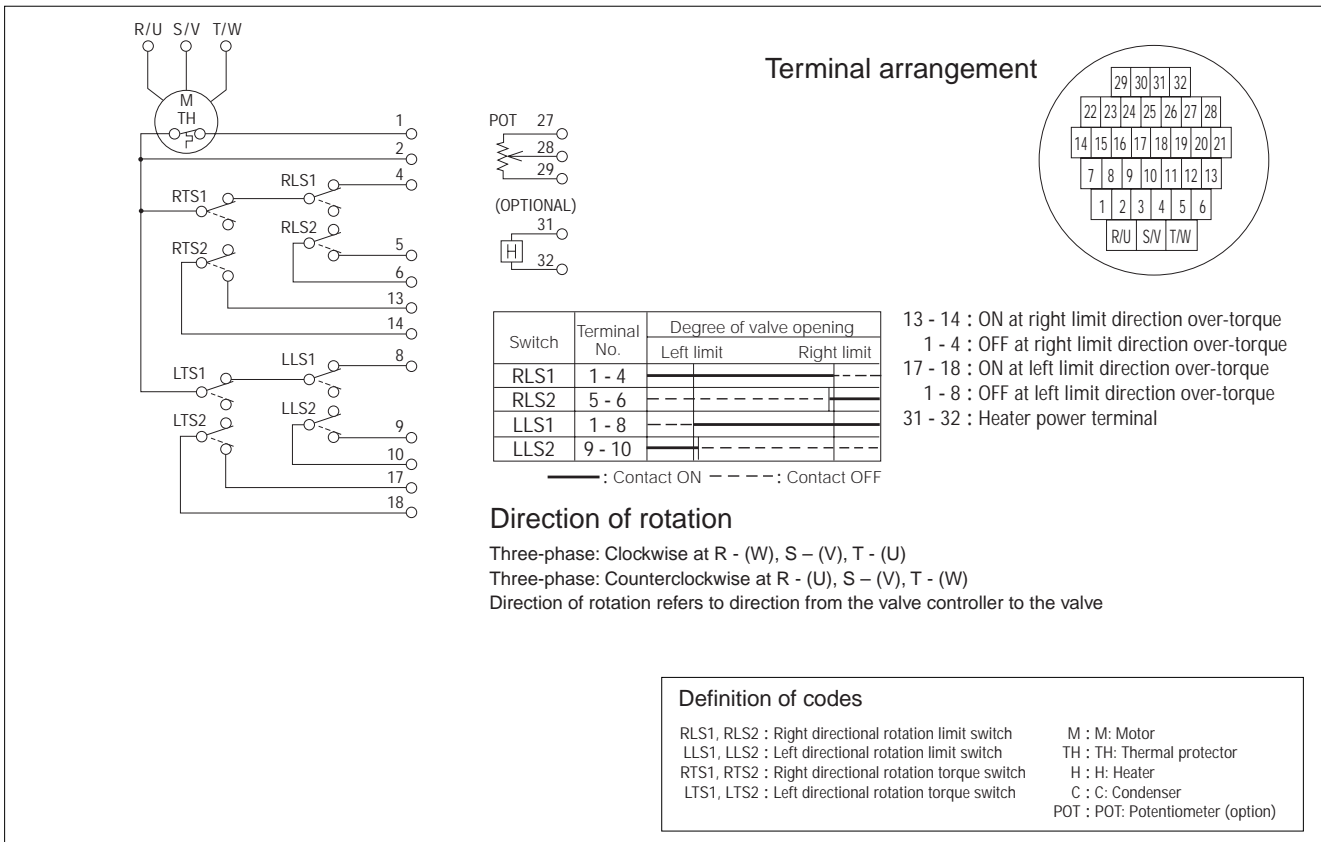 R/U S/V T/W
M
TH
1
2
4
RTS1
RLS1
RLS2
RTS2
5
6
13
14
8
LTS1
LLS1
LTS2
LLS2
9
10
17
18
POT 27
28
29
(OPTIONAL)
31
H
32
Terminal arrangement
29 30 31 32
22 23 24 25 26 27 28
14 15 16 17 18 19 20 21
7 8 9 10 11 12 13
1 2 3 4 5 6
R/U S/V T/W
Switch Terminal No. Degree of valve opening
Left limit Right limit
RLS1 1 - 4
RLS2 5 - 6
LLS1 1 - 8
LLS2 9 - 10
: Contact ON : Contact OFF
13 - 14 : ON at right limit direction over-torque
1 - 4 : OFF at right limit direction over-torque
17 - 18 : ON at left limit direction over-torque
1 - 8 : OFF at left limit direction over-torque
31 - 32 : Heater power terminal
Direction of rotation
Three-phase: Clockwise at R - (W), S – (V), T - (U)
Three-phase: Counterclockwise at R - (U), S – (V), T - (W)
Direction of rotation refers to direction from the valve controller to the valve
Definition of codes
RLS1, RLS2 : Right directional rotation limit switch
LLS1, LLS2 : Left directional rotation limit switch
RTS1, RTS2 : Right directional rotation torque switch
LTS1, LTS2 : Left directional rotation torque switch
M : M: Motor
TH : TH: Thermal protector
H : H: Heater
C : C: Condenser
POT : POT: Potentiometer (option)